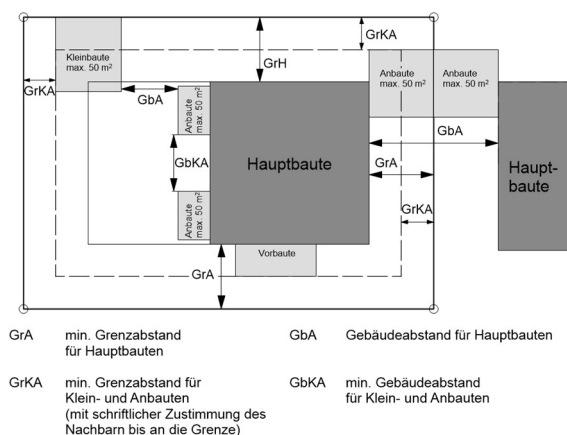 Kleinbaute
max. 50 m²
GrKA
GrH
GrKA
GbA
Anbaute
max. 50 m²
Anbaute
max. 50 m²
Anbaute
max. 50 m²
GbA
GbKA
Hauptbaute
GrA
Haupt-
baute
Anbaute
max. 50 m²
GrKA
Vorbaute
GrA
GrA min. Grenzabstand
für Hauptbauten
GbA Gebäudeabstand für Hauptbauten
GrKA min. Grenzabstand für
Klein- und Anbauten
(mit schriftlicher Zustimmung des
Nachbarn bis an die Grenze)
GbKA min. Gebäudeabstand
für Klein- und Anbauten